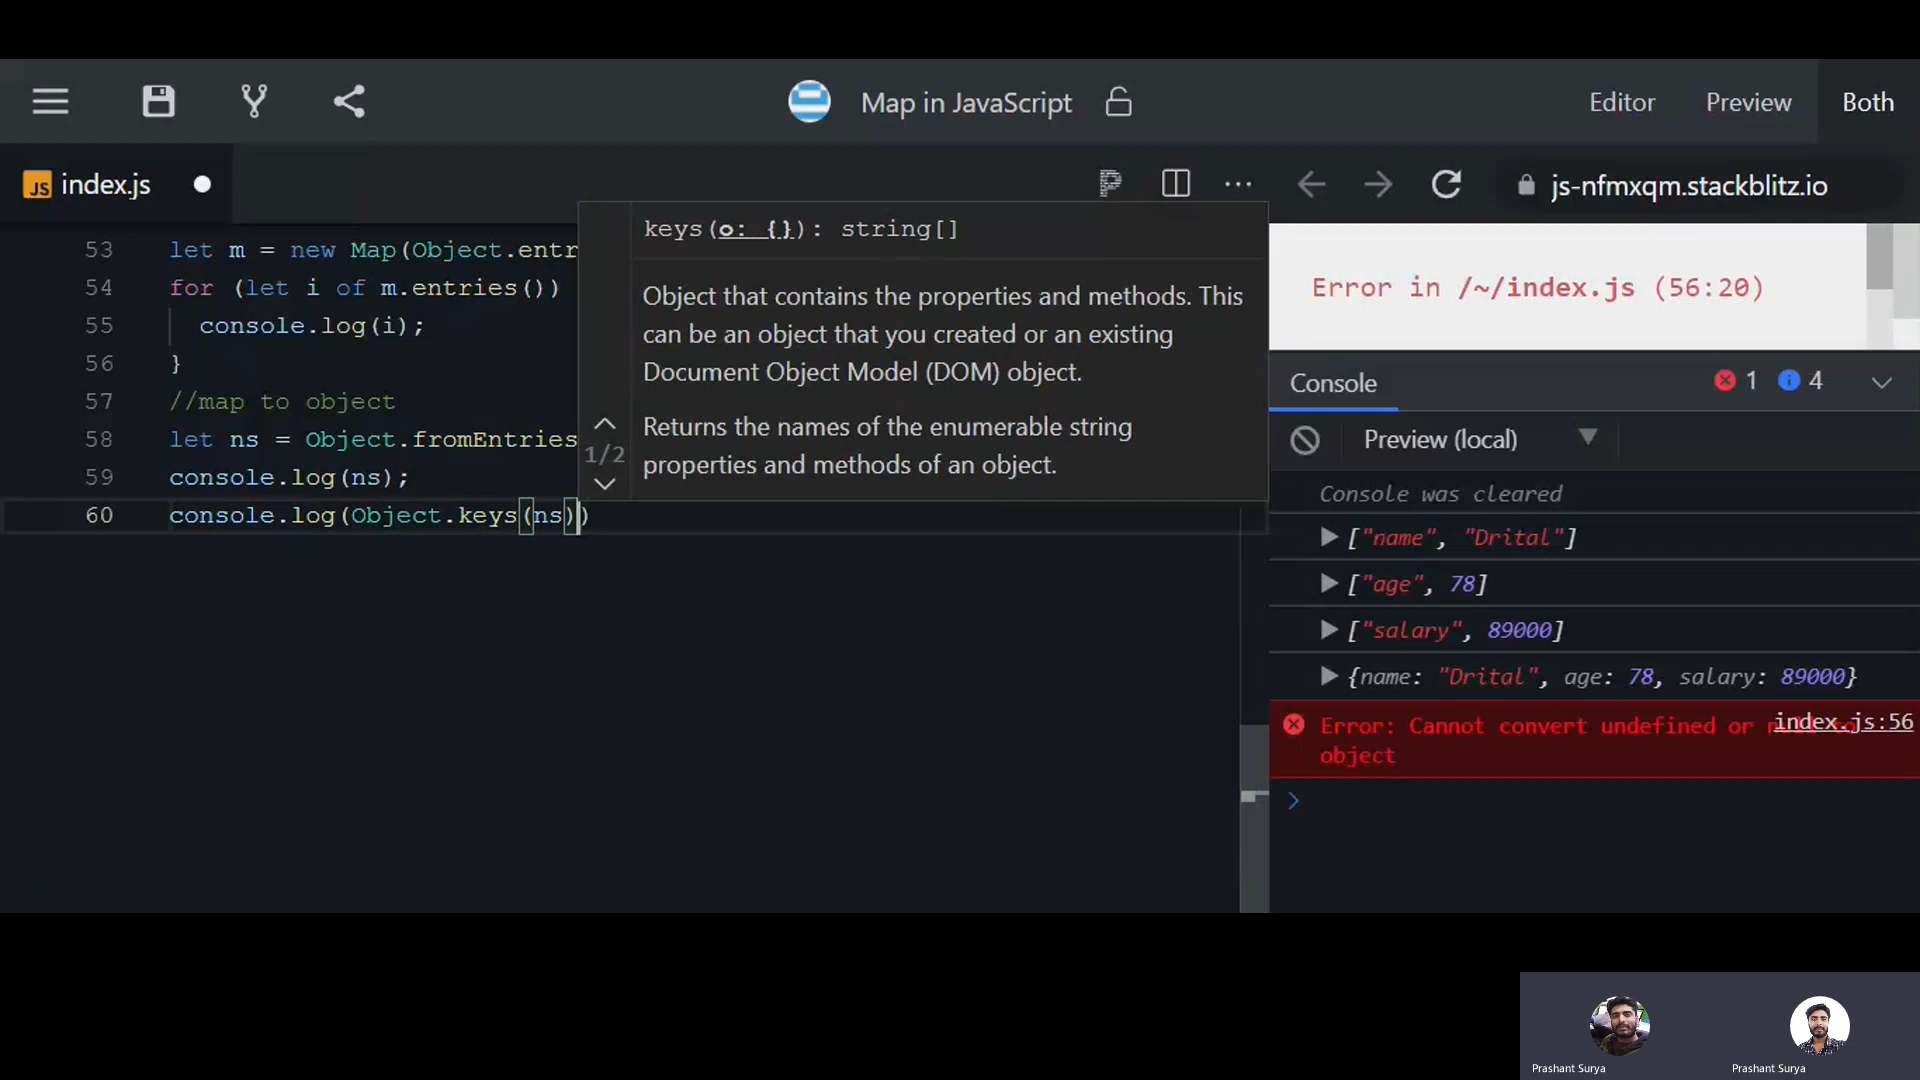 Map in JavaScript
Editor Preview Both
JS index.js
js-nfmxqm.stackblitz.io
53 let m = new Map(Object.entr
54 for (let i of m.entries())
55 console.log(i);
56 }
57 //map to object
58 let ns = Object.fromEntries
59 console.log(ns);
60 console.log(Object.keys(ns))
keys(o: {}): string[]
Object that contains the properties and methods. This
can be an object that you created or an existing
Document Object Model (DOM) object.
1/2
Returns the names of the enumerable string
properties and methods of an object.
Error in /~/index.js (56:20)
Console 1 4
Preview (local)
Console was cleared
["name", "Drital"]
["age", 78]
["salary", 89000]
{name: "Drital", age: 78, salary: 89000}
Error: Cannot convert undefined or null to index.js:56
object
Prashant Surya
Prashant Surya